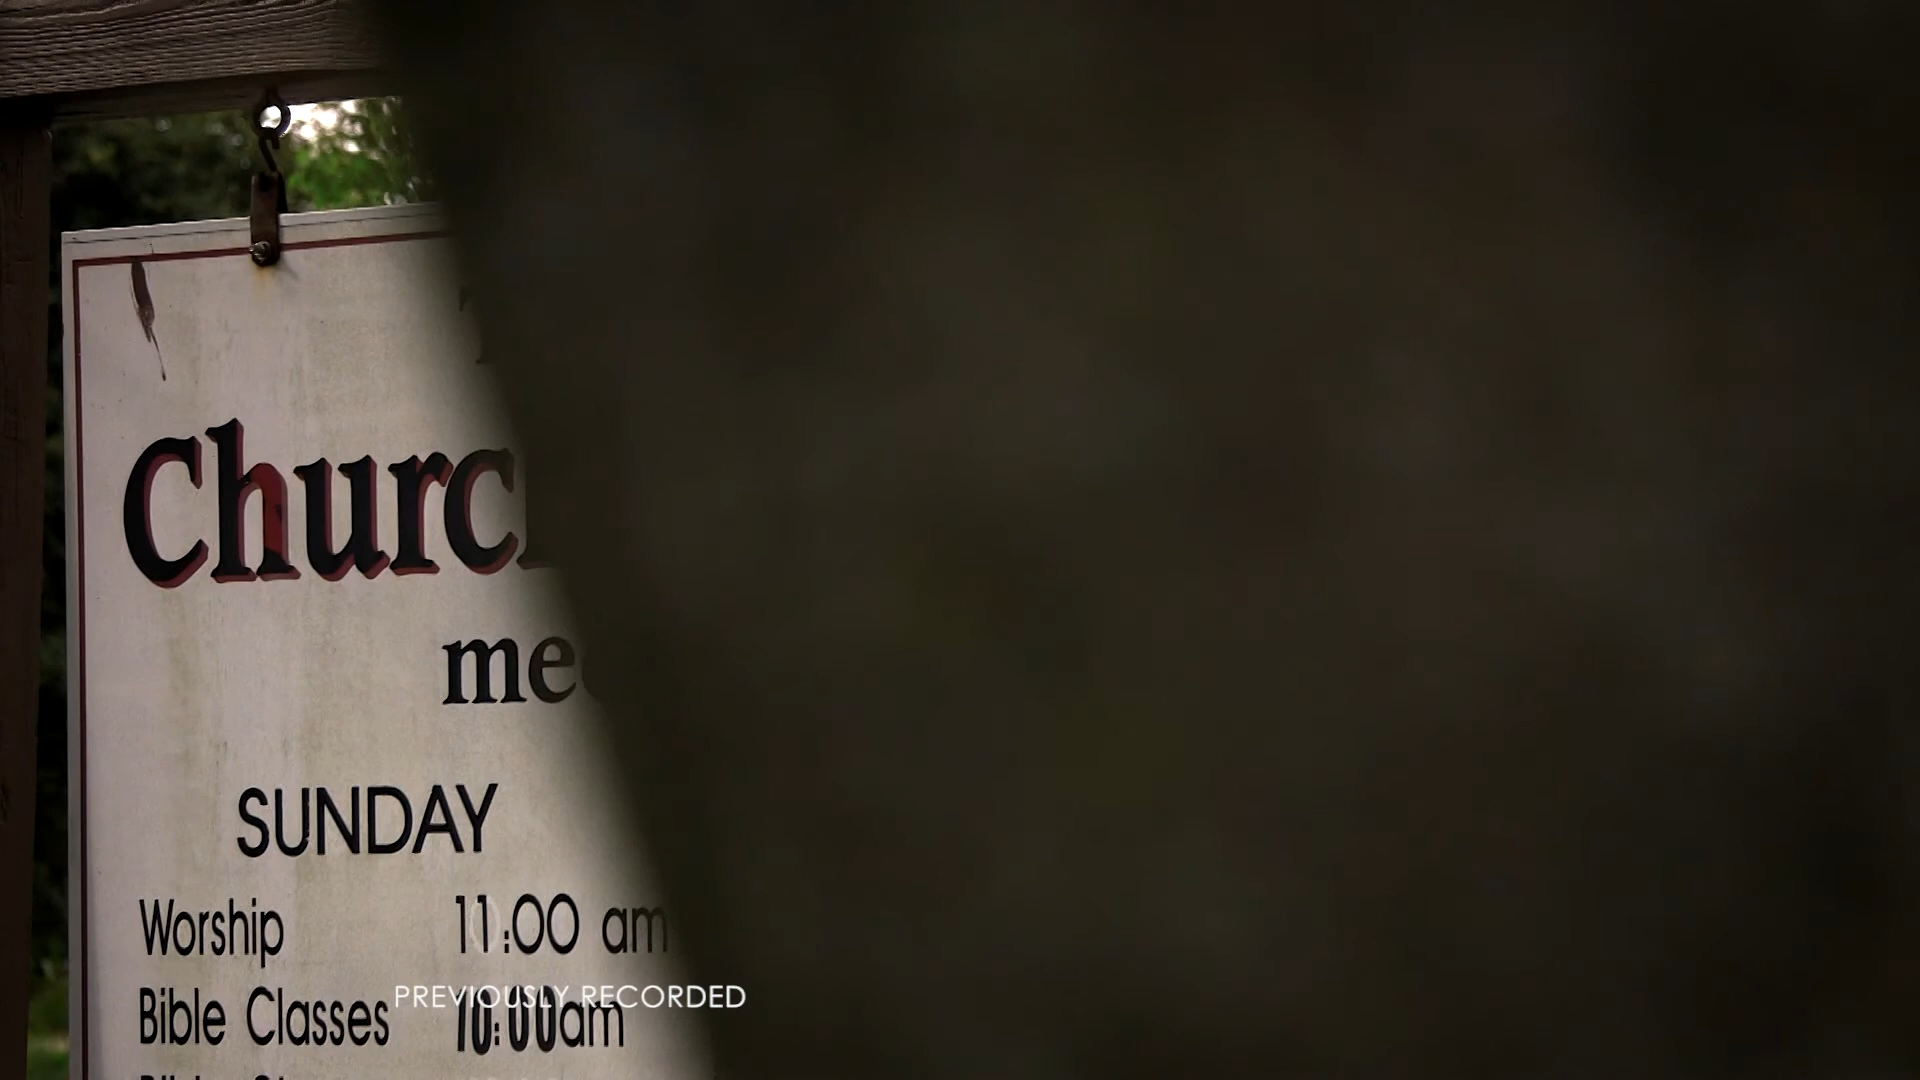 Churc
me
SUNDAY
Worship 11:00 am
Bible Classes 10:00am
PREVIOUSLY RECORDED